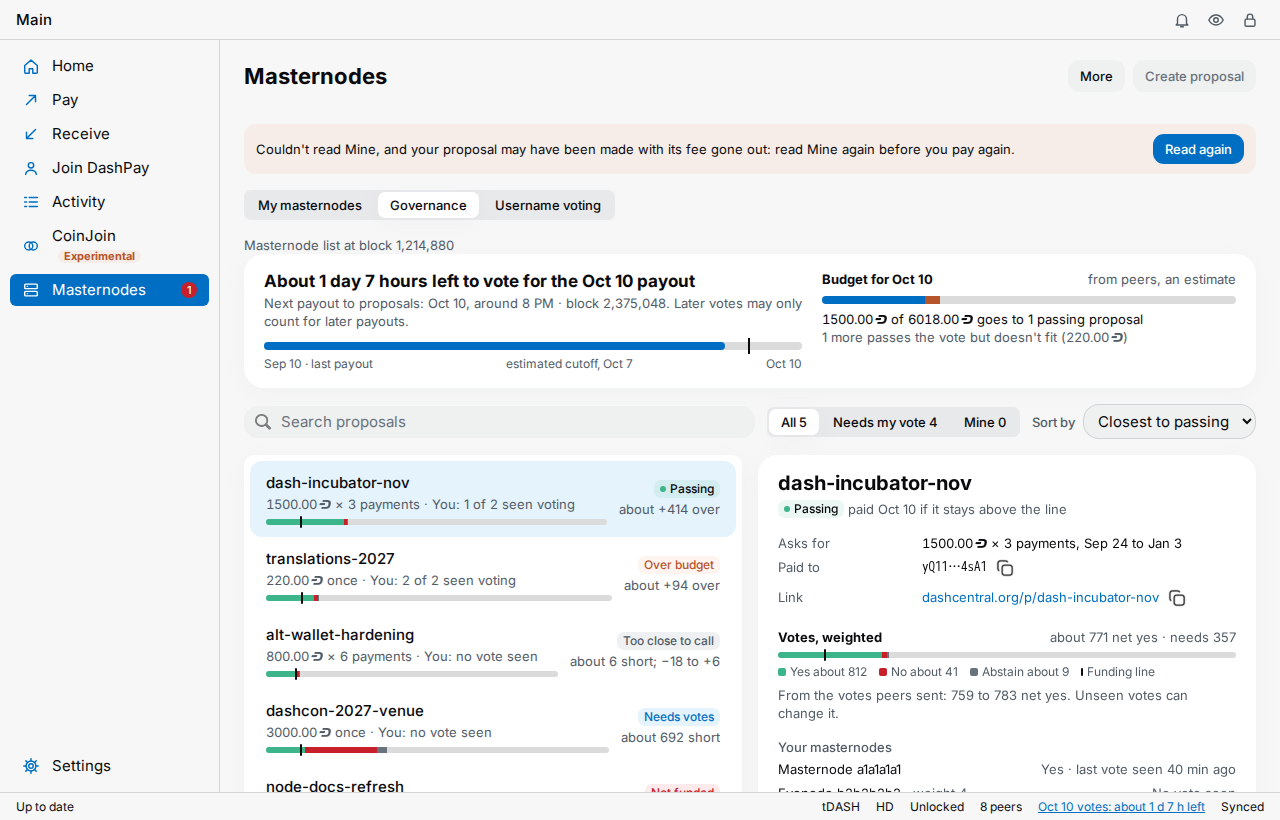 Main
Home
Pay
Receive
Join DashPay
Activity
CoinJoin
Experimental
Masternodes 1
Settings
Masternodes
More
Create proposal
Couldn't read Mine, and your proposal may have been made with its fee gone out: read Mine again before you pay again.
Read again
My masternodes
Governance
Username voting
Masternode list at block 1,214,880
About 1 day 7 hours left to vote for the Oct 10 payout
Next payout to proposals: Oct 10, around 8 PM · block 2,375,048. Later votes may only
count for later payouts.
Sep 10 · last payout
estimated cutoff, Oct 7
Oct 10
Budget for Oct 10
from peers, an estimate
1500.00 of 6018.00 goes to 1 passing proposal
1 more passes the vote but doesn't fit (220.00)
Search proposals
All 5
Needs my vote 4
Mine 0
Sort by
Closest to passing
dash-incubator-nov
Passing
1500.00 × 3 payments · You: 1 of 2 seen voting
about +414 over
translations-2027
Over budget
220.00 once · You: 2 of 2 seen voting
about +94 over
alt-wallet-hardening
Too close to call
800.00 × 6 payments · You: no vote seen
about 6 short; −18 to +6
dashcon-2027-venue
Needs votes
3000.00 once · You: no vote seen
about 692 short
node-docs-refresh
Not funded
dash-incubator-nov
Passing paid Oct 10 if it stays above the line
Asks for
1500.00 × 3 payments, Sep 24 to Jan 3
Paid to
yQ11···4sA1
Link
dashcentral.org/p/dash-incubator-nov
Votes, weighted
about 771 net yes · needs 357
Yes about 812
No about 41
Abstain about 9
Funding line
From the votes peers sent: 759 to 783 net yes. Unseen votes can
change it.
Your masternodes
Masternode a1a1a1a1
Yes · last vote seen 40 min ago
Evonode b2b2b2b2 · weight 4
No vote seen
Up to date
tDASH
HD
Unlocked
8 peers
Oct 10 votes: about 1 d 7 h left
Synced